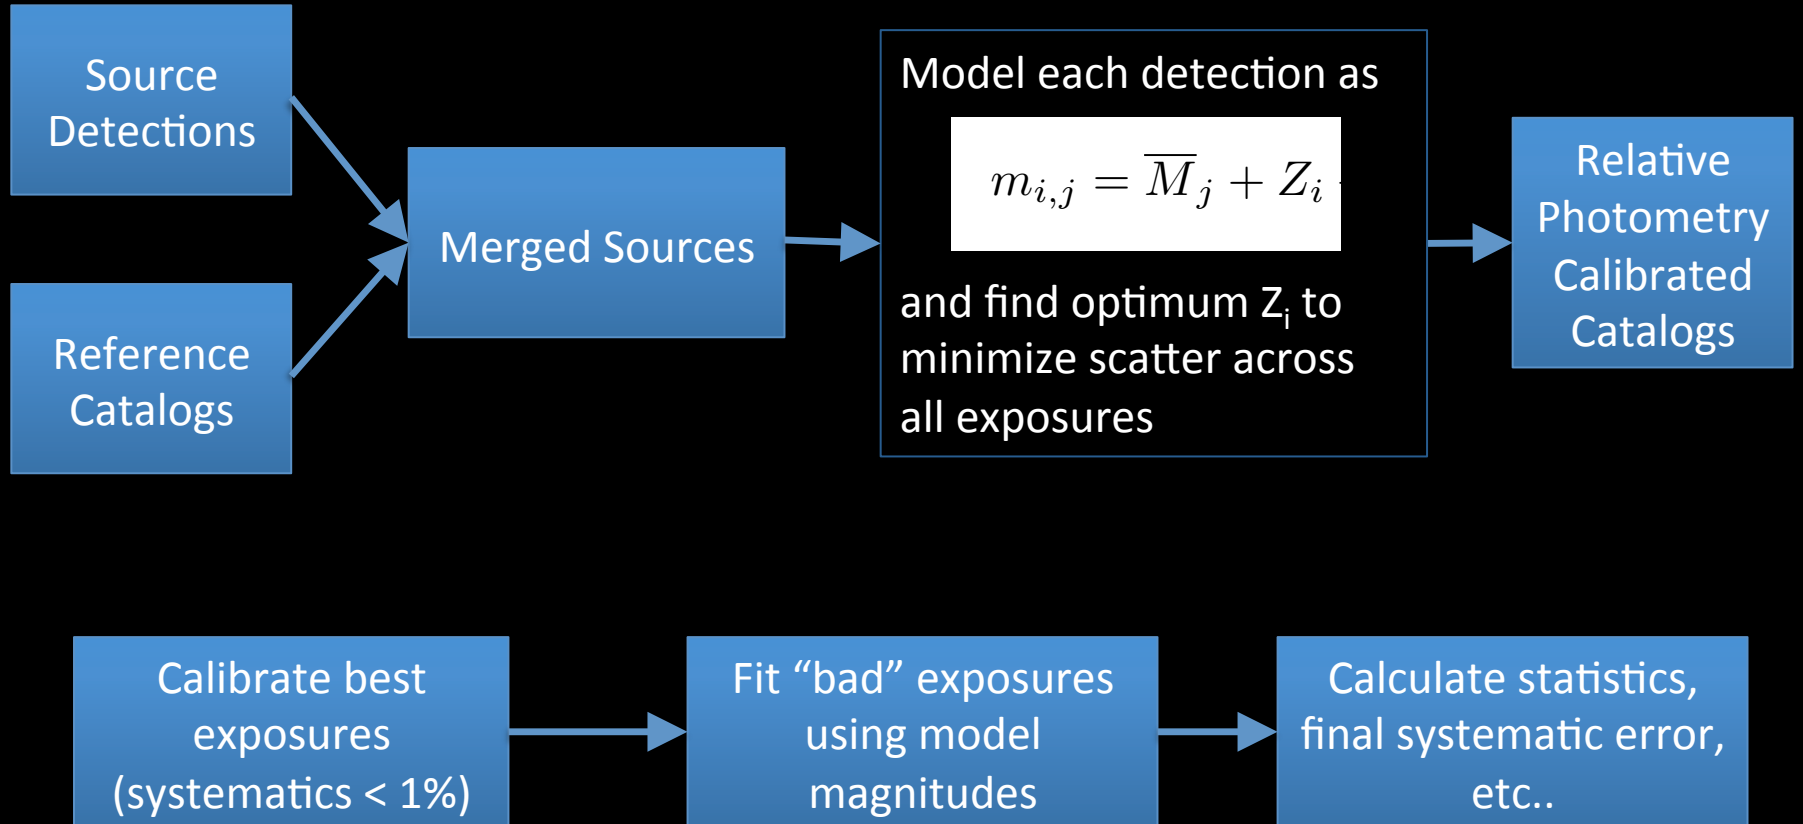 Source
Detections
Reference
Catalogs
Merged Sources
Model each detection as
$m_{i,j} = \overline{M}_j + Z_i$
and find optimum Z_i to
minimize scatter across
all exposures
Relative
Photometry
Calibrated
Catalogs
Calibrate best
exposures
(systematics < 1%)
Fit “bad” exposures
using model
magnitudes
Calculate statistics,
final systematic error,
etc..